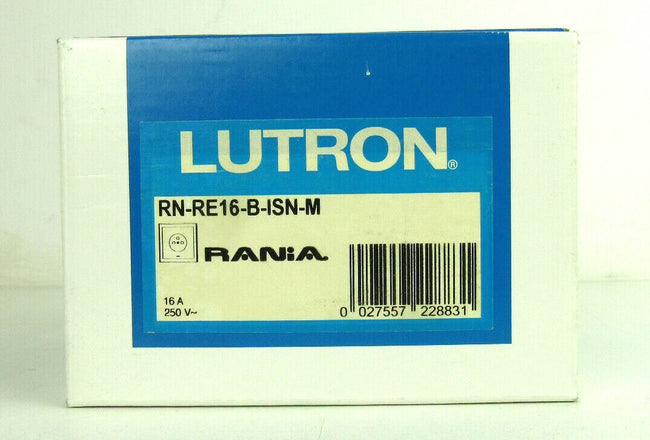 LUTRON®
RN-RE16-B-ISN-M
RANiA®
16 A
250 V~
0 027557 228831